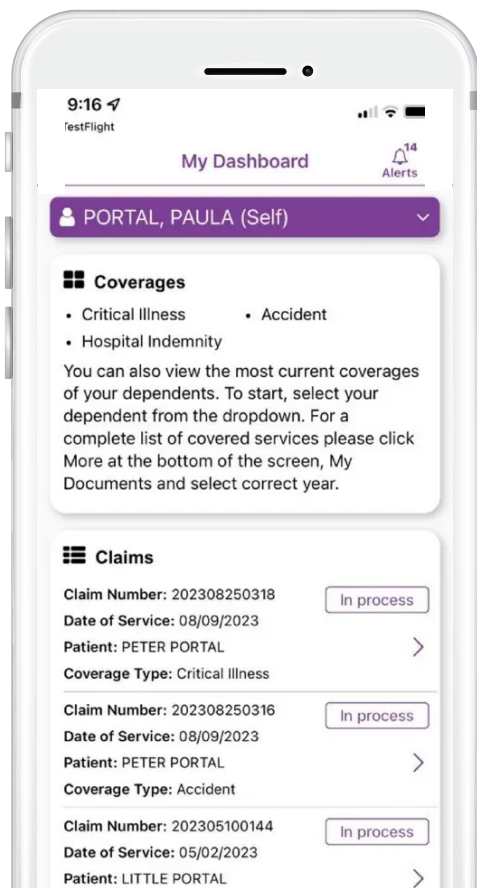 9:16
TestFlight
My Dashboard
14
Alerts
PORTAL, PAULA (Self)
Coverages
• Critical Illness • Accident
• Hospital Indemnity
You can also view the most current coverages
of your dependents. To start, select your
dependent from the dropdown. For a
complete list of covered services please click
More at the bottom of the screen, My
Documents and select correct year.
Claims
Claim Number: 202308250318
In process
Date of Service: 08/09/2023
Patient: PETER PORTAL
Coverage Type: Critical Illness
Claim Number: 202308250316
In process
Date of Service: 08/09/2023
Patient: PETER PORTAL
Coverage Type: Accident
Claim Number: 202305100144
In process
Date of Service: 05/02/2023
Patient: LITTLE PORTAL